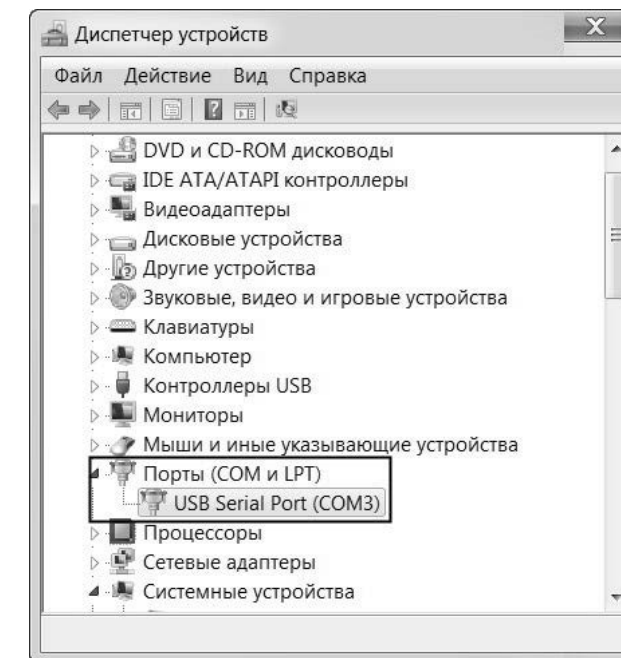 Диспетчер устройств
Файл Действие Вид Справка
DVD и CD-ROM дисководы
IDE ATA/ATAPI контроллеры
Видеоадаптеры
Дисковые устройства
Другие устройства
Звуковые, видео и игровые устройства
Клавиатуры
Компьютер
Контроллеры USB
Мониторы
Мыши и иные указывающие устройства
Порты (COM и LPT)
USB Serial Port (COM3)
Процессоры
Сетевые адаптеры
Системные устройства